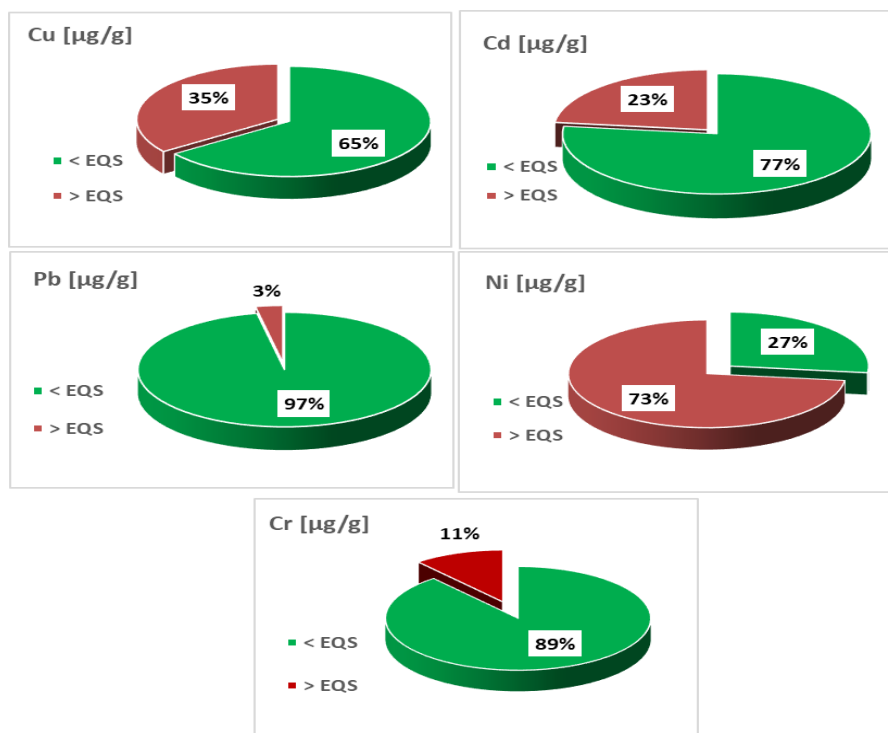 Cu [µg/g]
35%
65%
< EQS
> EQS
Cd [µg/g]
23%
77%
< EQS
> EQS
Pb [µg/g]
3%
97%
< EQS
> EQS
Ni [µg/g]
27%
73%
< EQS
> EQS
Cr [µg/g]
11%
89%
< EQS
> EQS